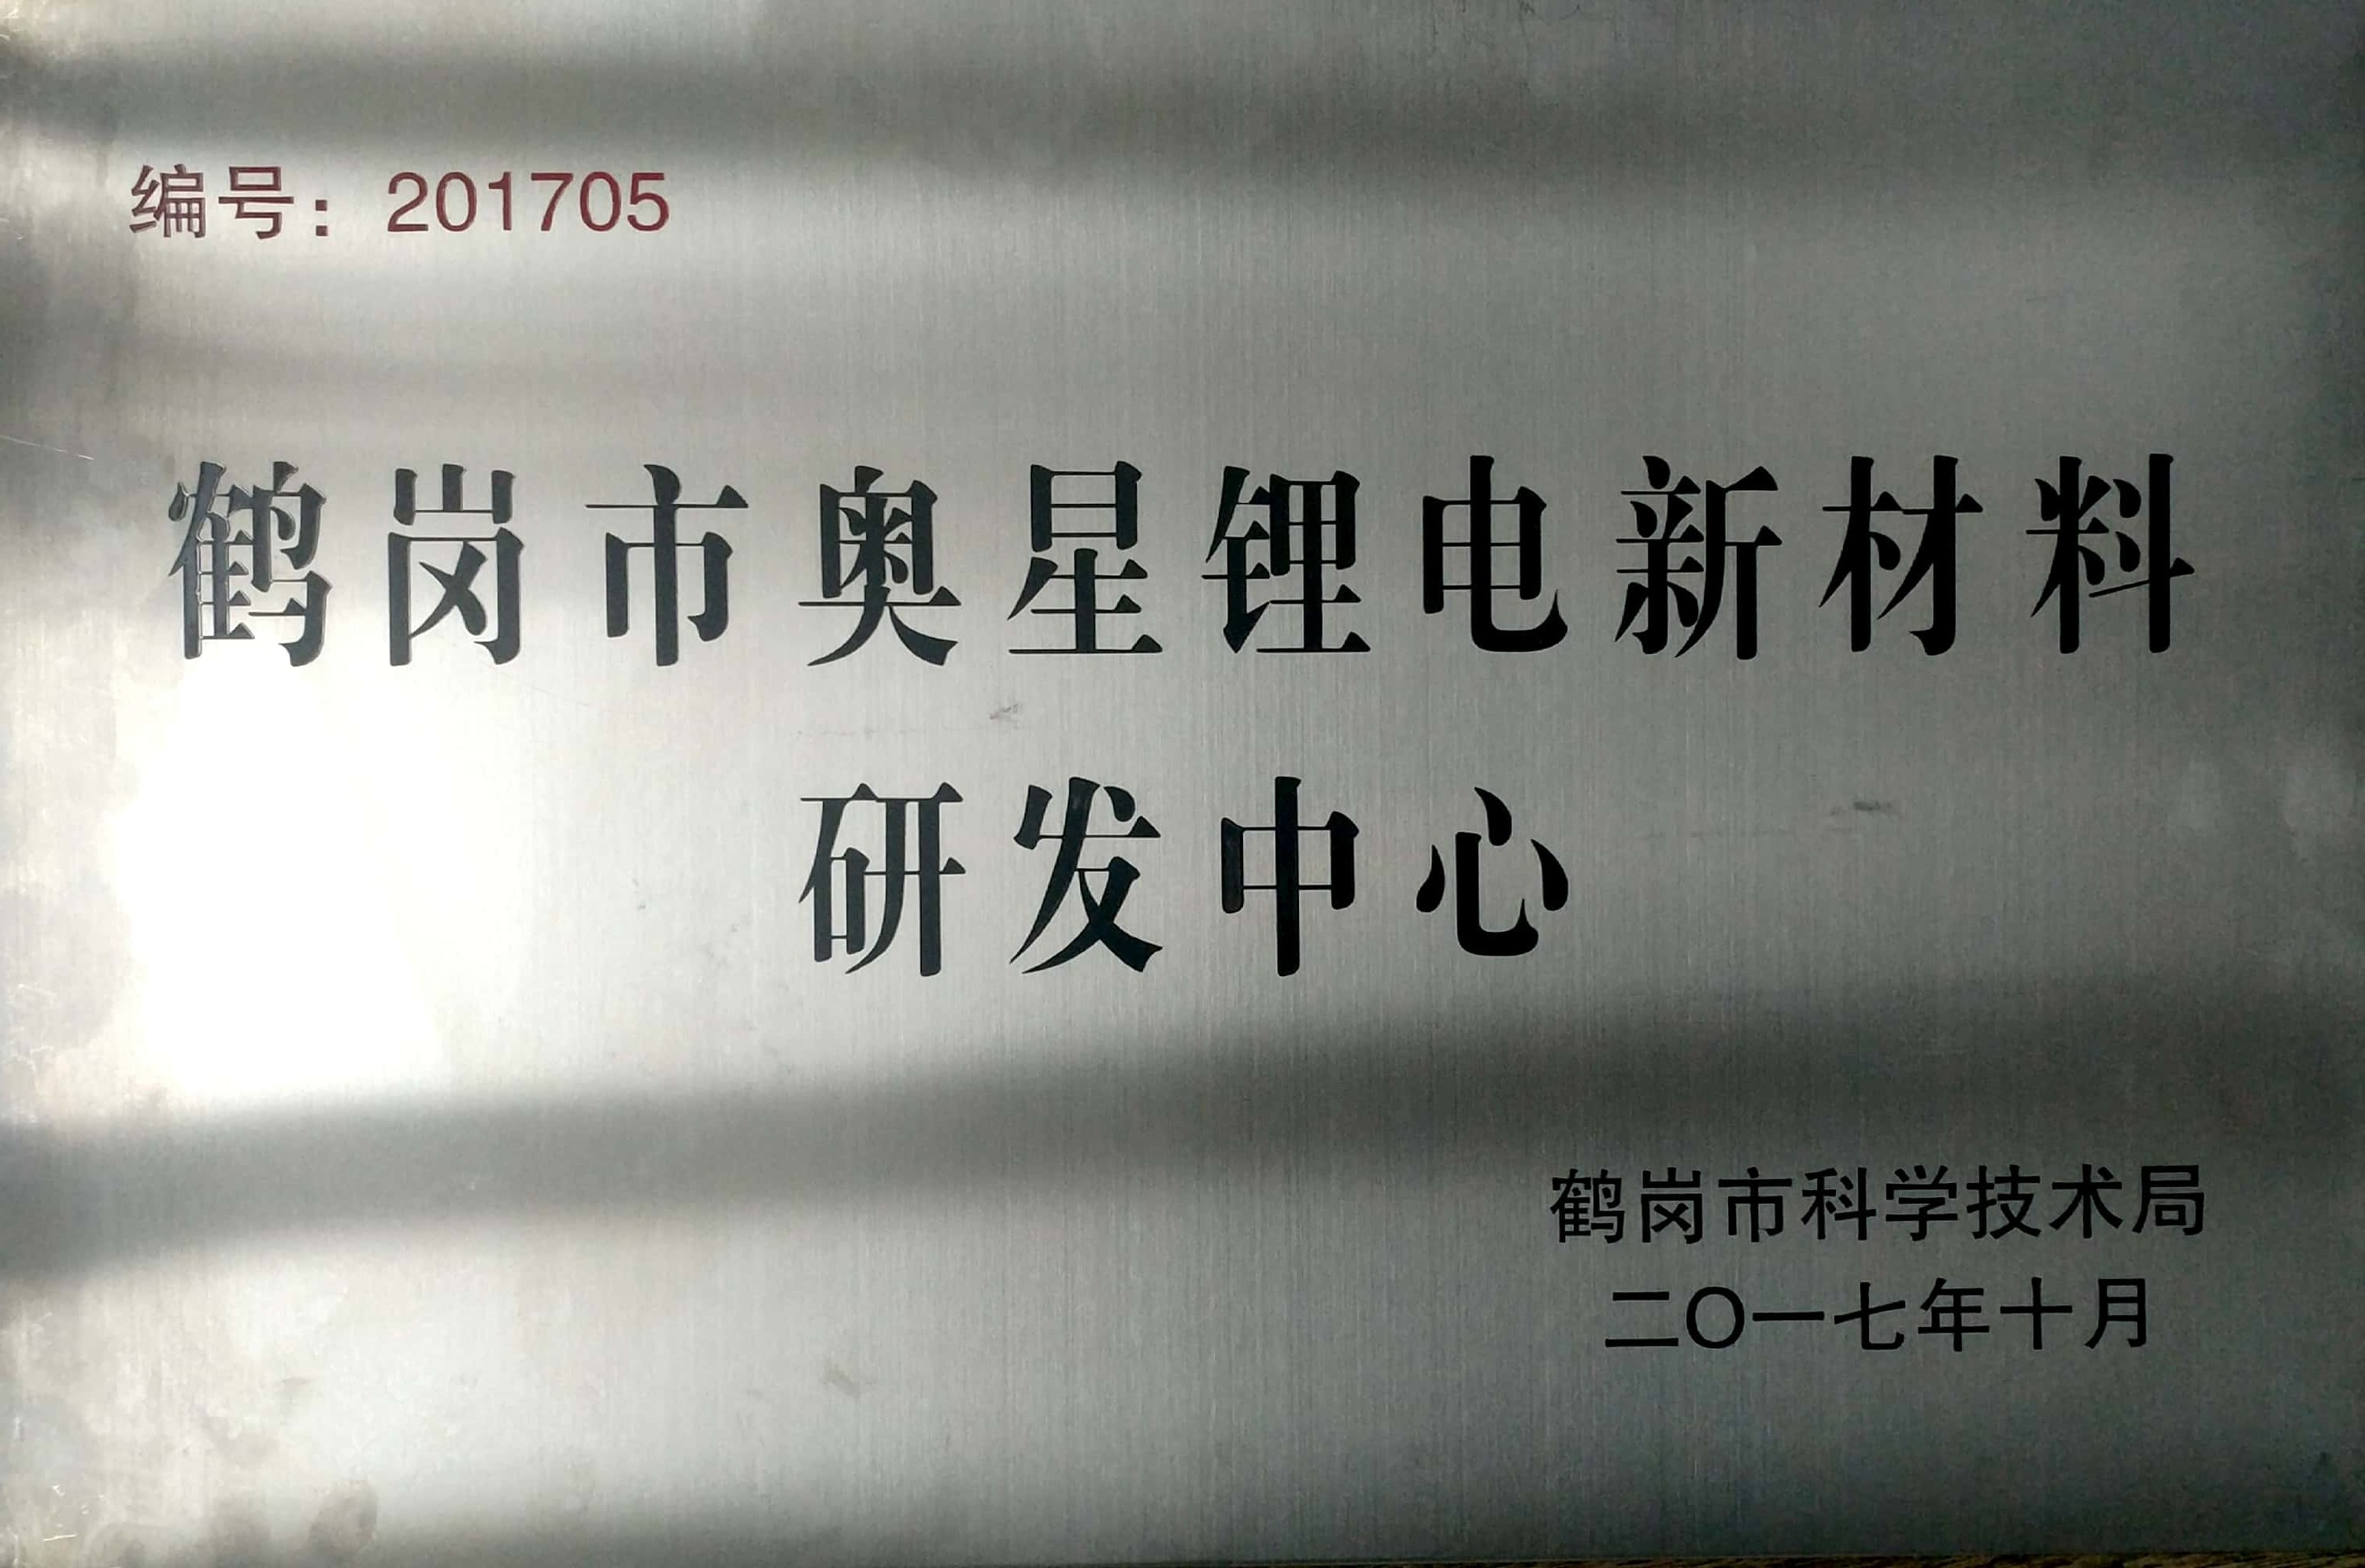 编号：201705
鹤岗市奥星锂电新材料
研发中心
鹤岗市科学技术局
二〇一七年十月